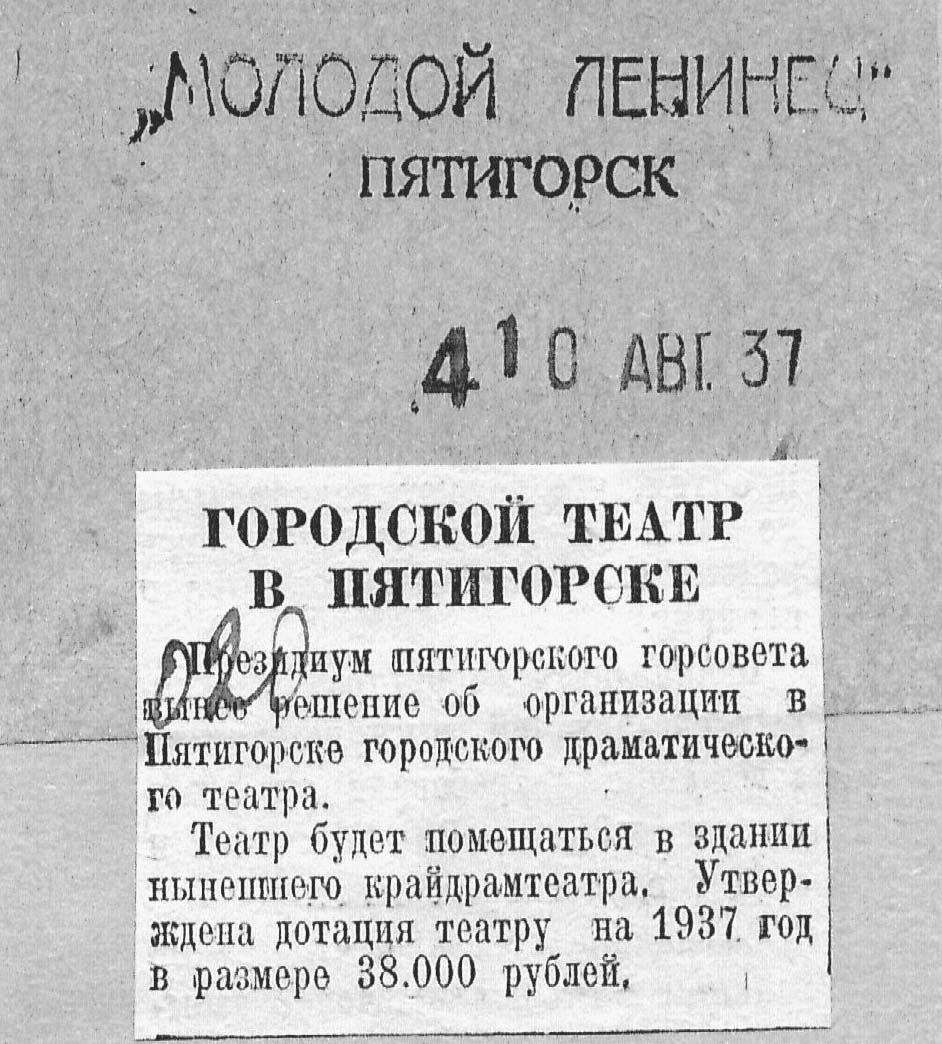 „МОЛОДОЙ ЛЕНИНЕЦ“
ПЯТИГОРСК
4 10 АВГ. 37
ГОРОДСКОЙ ТЕАТР
В ПЯТИГОРСКЕ
Президиум пятигорского горсовета
вынес решение об организации в
Пятигорске городского драматическо-
го театра.
Театр будет помещаться в здании
нынешнего крайдрамтеатра. Утвер-
ждена дотация театру на 1937 год
в размере 38.000 рублей.